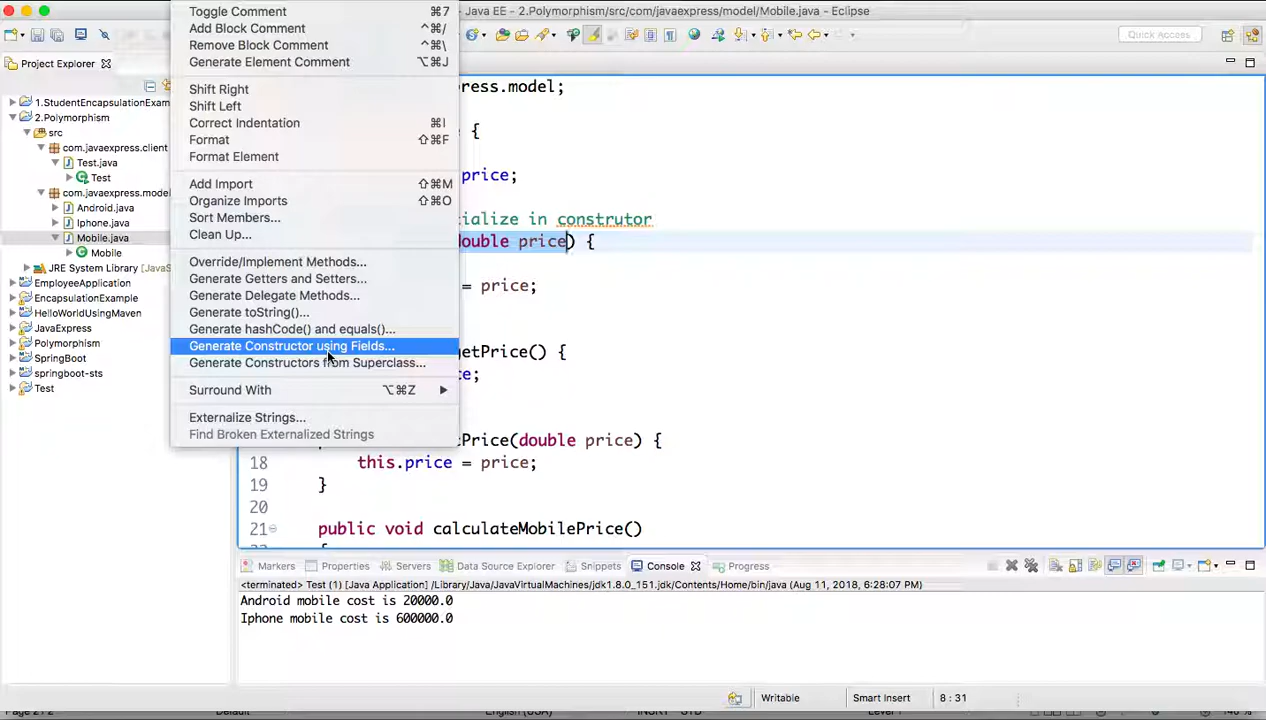 Java EE - 2.Polymorphism/src/com/javaexpress/model/Mobile.java - Eclipse
Quick Access
Project Explorer
1.StudentEncapsulationExam
2.Polymorphism
src
com.javaexpress.client
Test.java
Test
com.javaexpress.model
Android.java
Iphone.java
Mobile.java
Mobile
JRE System Library
EmployeeApplication
EncapsulationExample
HelloWorldUsingMaven
JavaExpress
Polymorphism
SpringBoot
springboot-sts
Test
Toggle Comment ⌘7
Add Block Comment ^⌘/
Remove Block Comment ^⌘\
Generate Element Comment ⌥⌘J
Shift Right
Shift Left
Correct Indentation ⌘I
Format ⇧⌘F
Format Element
Add Import ⇧⌘M
Organize Imports ⇧⌘O
Sort Members...
Clean Up...
Override/Implement Methods...
Generate Getters and Setters...
Generate Delegate Methods...
Generate toString()...
Generate hashCode() and equals()...
Generate Constructor using Fields...
Generate Constructors from Superclass...
Surround With ⌥⌘Z
Externalize Strings...
Find Broken Externalized Strings
press.model;
{
price;
ialize in construtor
double price) {
= price;
etPrice() {
ce;
tPrice(double price) {
18 this.price = price;
19 }
20
21 public void calculateMobilePrice()
{
Markers Properties Servers Data Source Explorer Snippets Console Progress
<terminated> Test (1) [Java Application] /Library/Java/JavaVirtualMachines/jdk1.8.0_151.jdk/Contents/Home/bin/java (Aug 11, 2018, 6:28:07 PM)
Android mobile cost is 20000.0
Iphone mobile cost is 600000.0
Writable Smart Insert 8 : 31